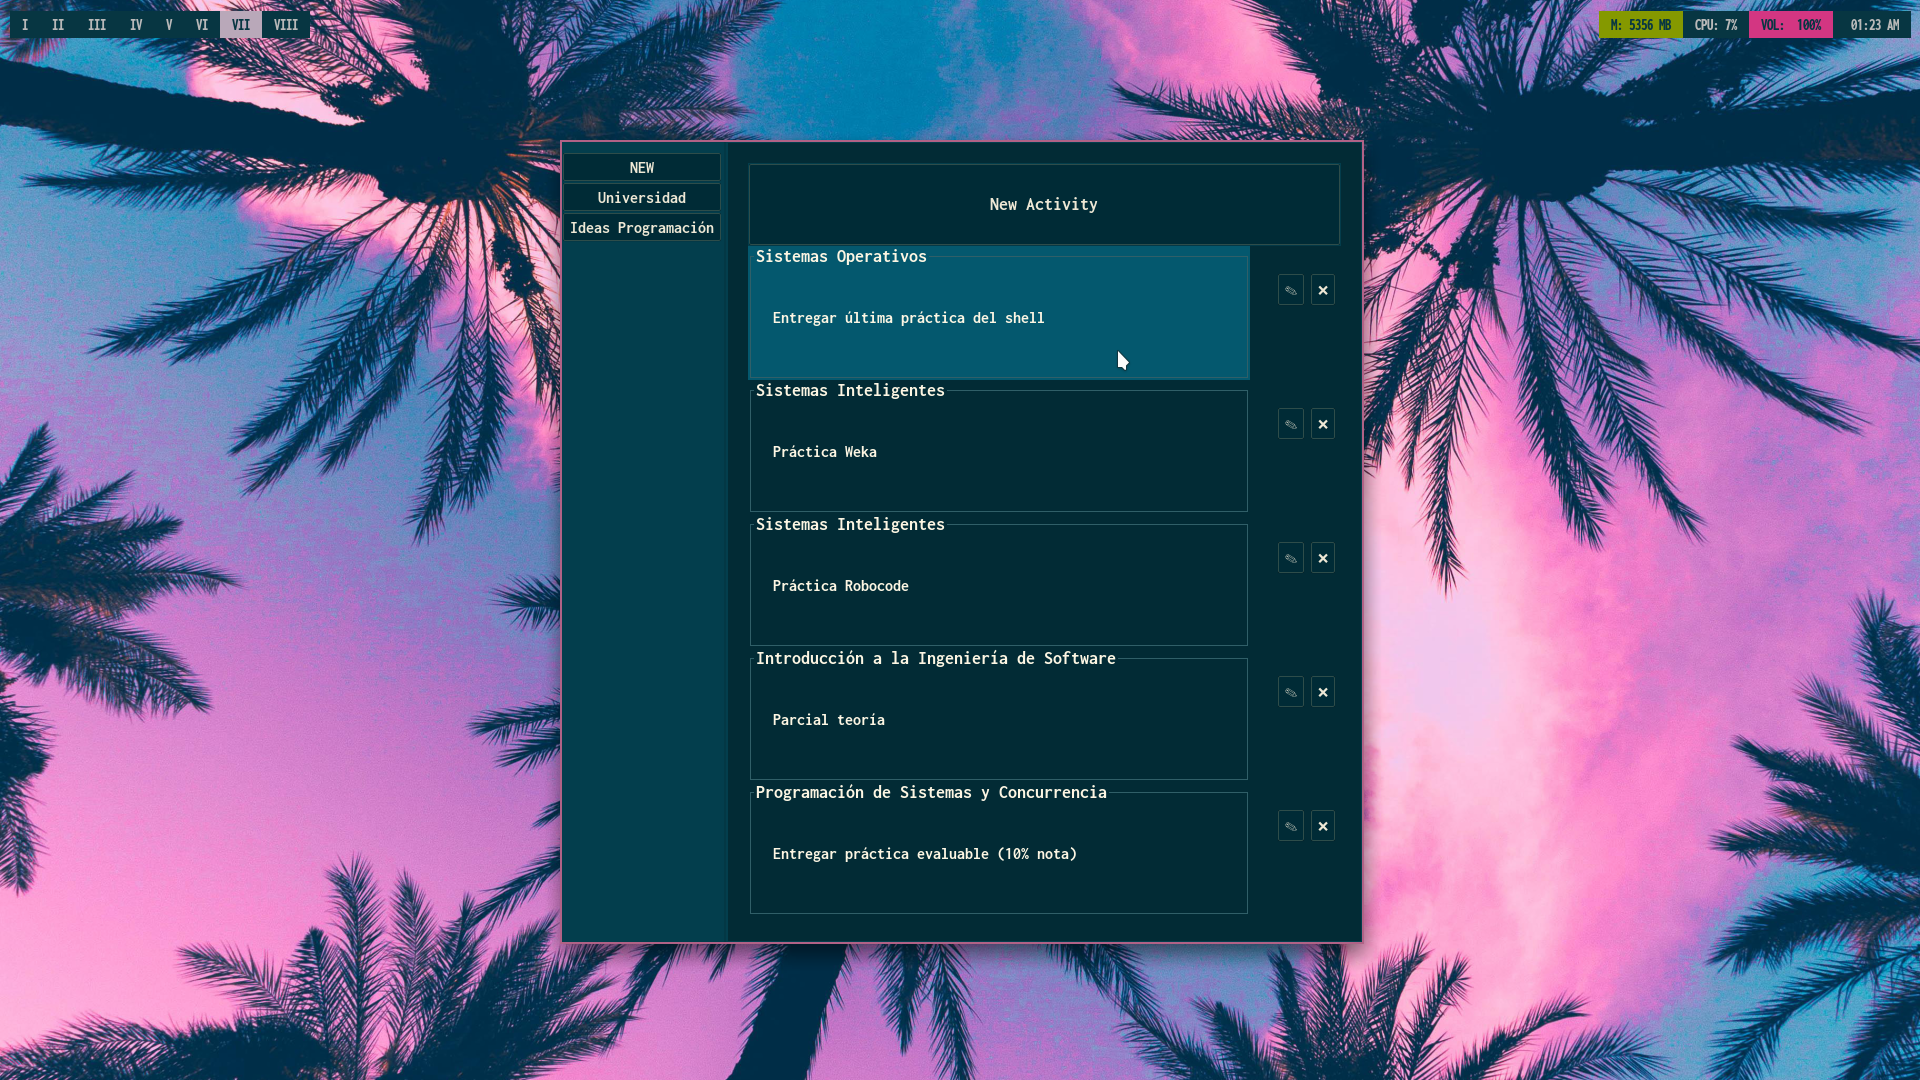 I II III IV V VI VII VIII
M: 5356 MB CPU: 7% VOL: 100% 01:23 AM
NEW
Universidad
Ideas Programación
New Activity
Sistemas Operativos
Entregar última práctica del shell
Sistemas Inteligentes
Práctica Weka
Sistemas Inteligentes
Práctica Robocode
Introducción a la Ingeniería de Software
Parcial teoría
Programación de Sistemas y Concurrencia
Entregar práctica evaluable (10% nota)